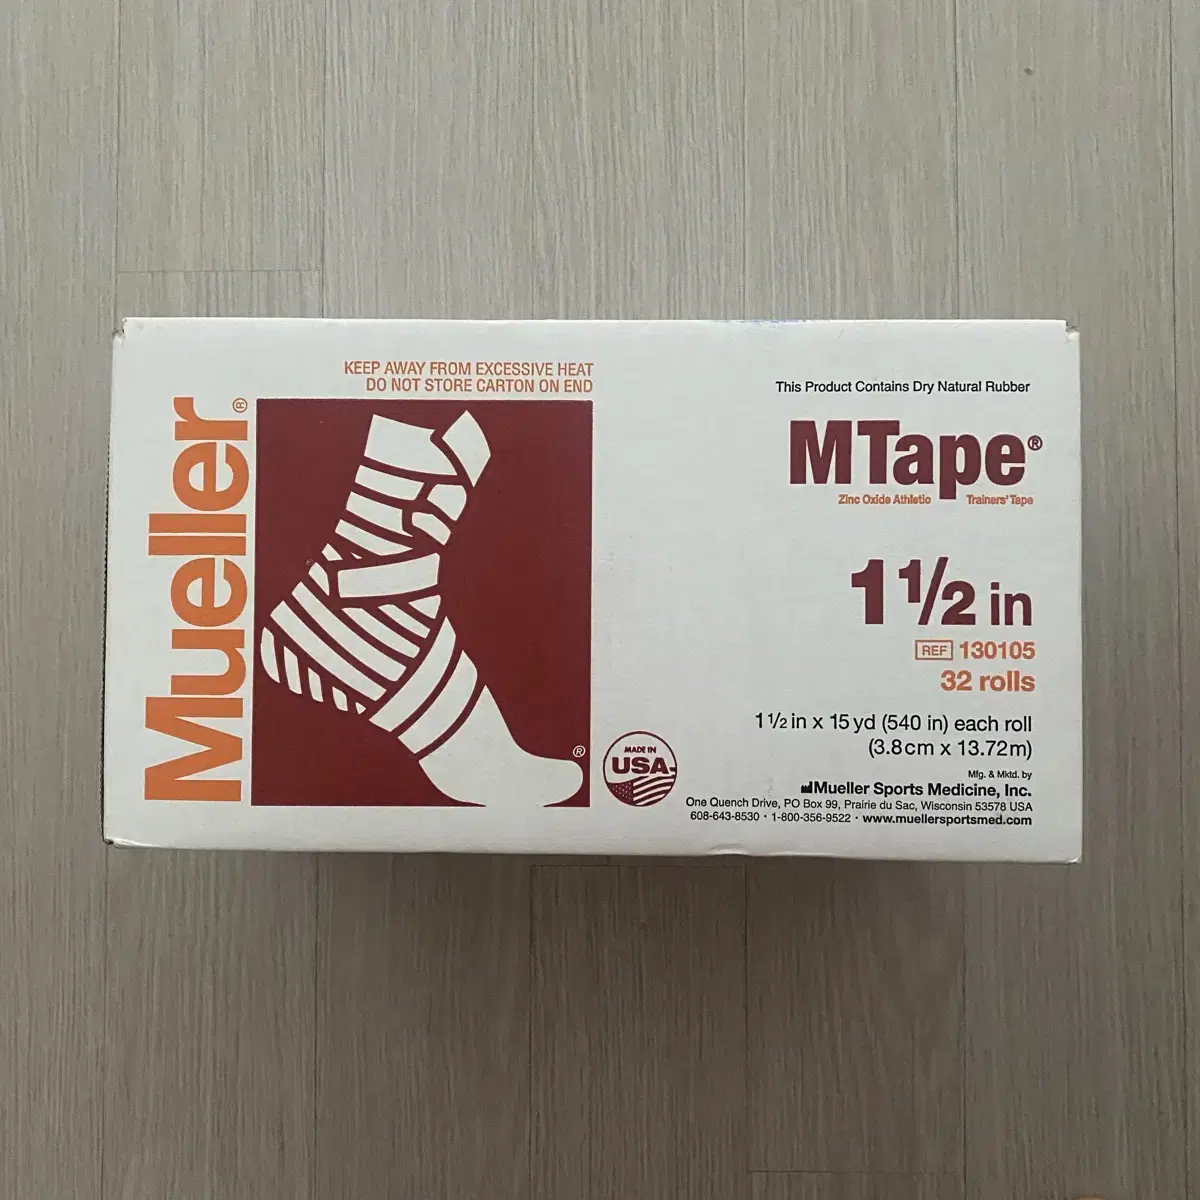 KEEP AWAY FROM EXCESSIVE HEAT
DO NOT STORE CARTON ON END
Mueller®
®
MADE IN
USA
This Product Contains Dry Natural Rubber
MTape®
Zinc Oxide Athletic Trainers' Tape
1 1/2 in
REF 130105
32 rolls
1 1/2 in x 15 yd (540 in) each roll
(3.8cm x 13.72m)
Mfg. & Mktd. by
Mueller Sports Medicine, Inc.
One Quench Drive, PO Box 99, Prairie du Sac, Wisconsin 53578 USA
608-643-8530 · 1-800-356-9522 · www.muellersportsmed.com